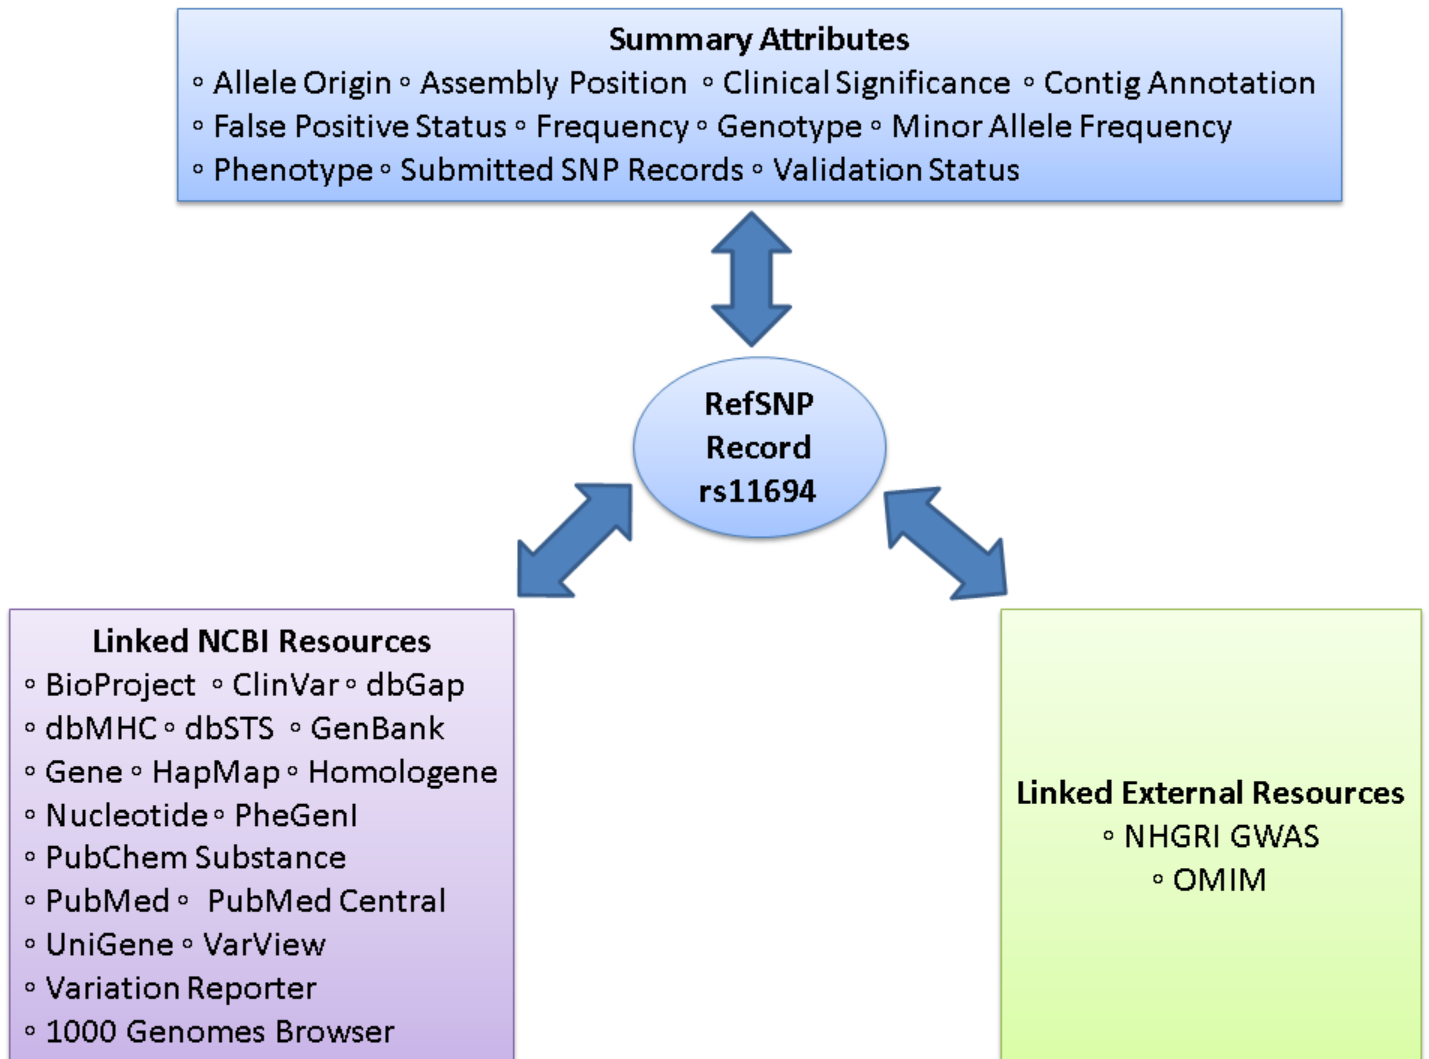 Summary Attributes
◦ Allele Origin ◦ Assembly Position ◦ Clinical Significance ◦ Contig Annotation
◦ False Positive Status ◦ Frequency ◦ Genotype ◦ Minor Allele Frequency
◦ Phenotype ◦ Submitted SNP Records ◦ Validation Status
RefSNP
Record
rs11694
Linked NCBI Resources
◦ BioProject ◦ ClinVar ◦ dbGap
◦ dbMHC ◦ dbSTS ◦ GenBank
◦ Gene ◦ HapMap ◦ Homologene
◦ Nucleotide ◦ PheGenI
◦ PubChem Substance
◦ PubMed ◦ PubMed Central
◦ UniGene ◦ VarView
◦ Variation Reporter
◦ 1000 Genomes Browser
Linked External Resources
◦ NHGRI GWAS
◦ OMIM